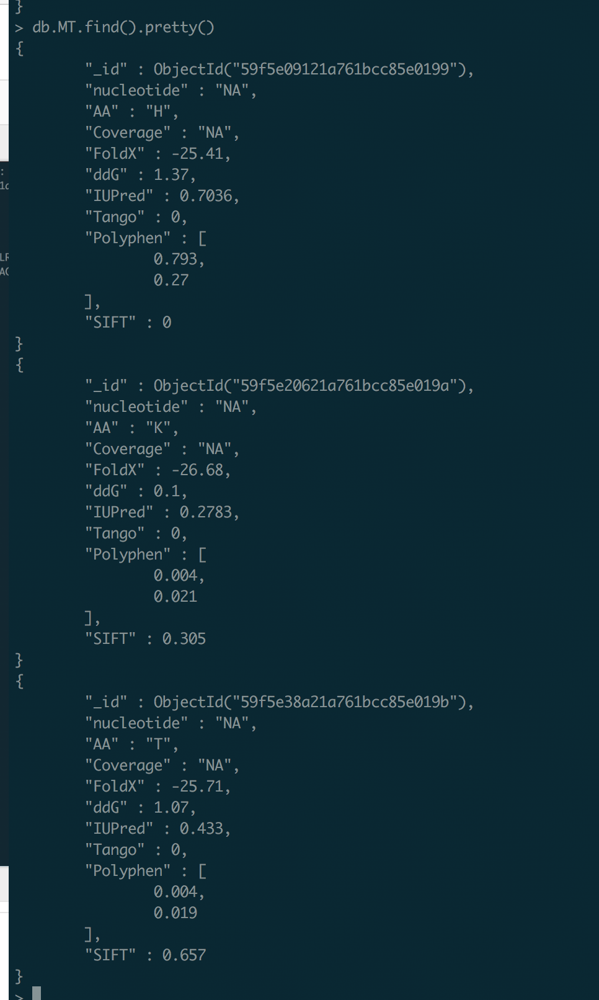 }
> db.MT.find().pretty()
{
"_id" : ObjectId("59f5e09121a761bcc85e0199"),
"nucleotide" : "NA",
"AA" : "H",
"Coverage" : "NA",
"FoldX" : -25.41,
"ddG" : 1.37,
"IUPred" : 0.7036,
"Tango" : 0,
"Polyphen" : [
0.793,
0.27
],
"SIFT" : 0
}
{
"_id" : ObjectId("59f5e20621a761bcc85e019a"),
"nucleotide" : "NA",
"AA" : "K",
"Coverage" : "NA",
"FoldX" : -26.68,
"ddG" : 0.1,
"IUPred" : 0.2783,
"Tango" : 0,
"Polyphen" : [
0.004,
0.021
],
"SIFT" : 0.305
}
{
"_id" : ObjectId("59f5e38a21a761bcc85e019b"),
"nucleotide" : "NA",
"AA" : "T",
"Coverage" : "NA",
"FoldX" : -25.71,
"ddG" : 1.07,
"IUPred" : 0.433,
"Tango" : 0,
"Polyphen" : [
0.004,
0.019
],
"SIFT" : 0.657
}
>